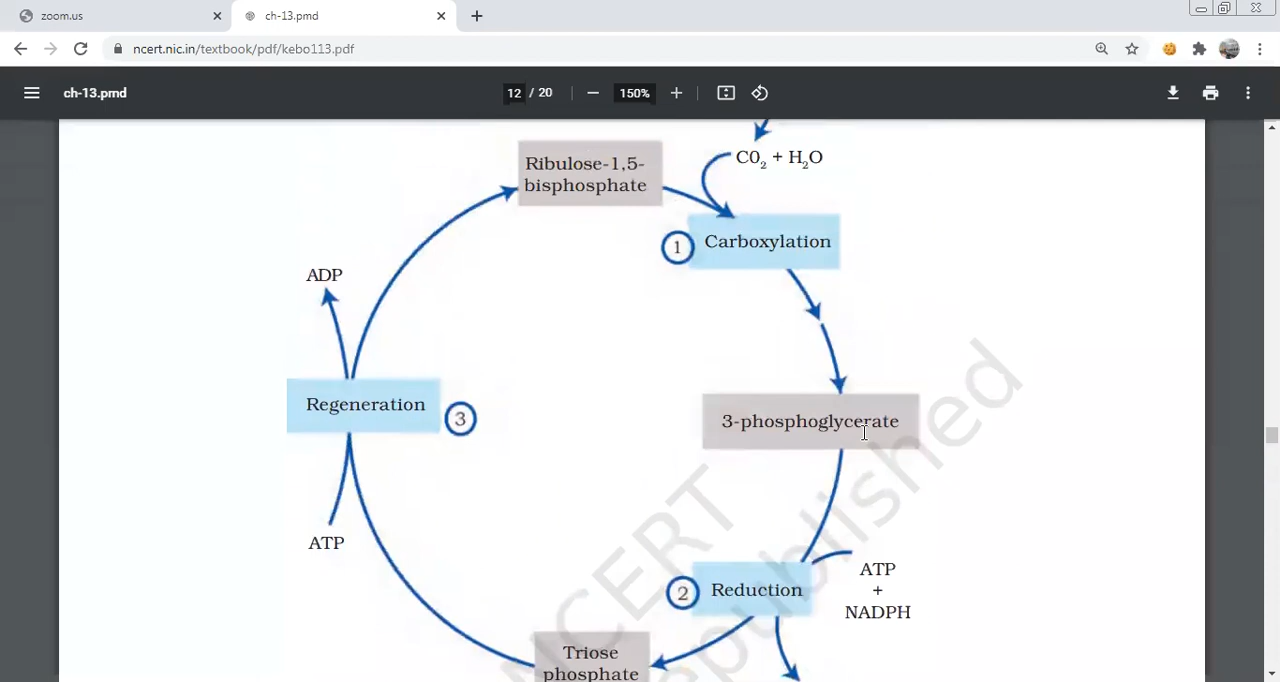 zoom.us
ch-13.pmd
ncert.nic.in/textbook/pdf/kebo113.pdf
ch-13.pmd
12 / 20
150%
C0₂ + H₂O
Ribulose-1,5-
bisphosphate
1
Carboxylation
ADP
Regeneration
3
3-phosphoglycerate
ATP
2
Reduction
ATP
+
NADPH
Triose
phosphate
NCERT
republished